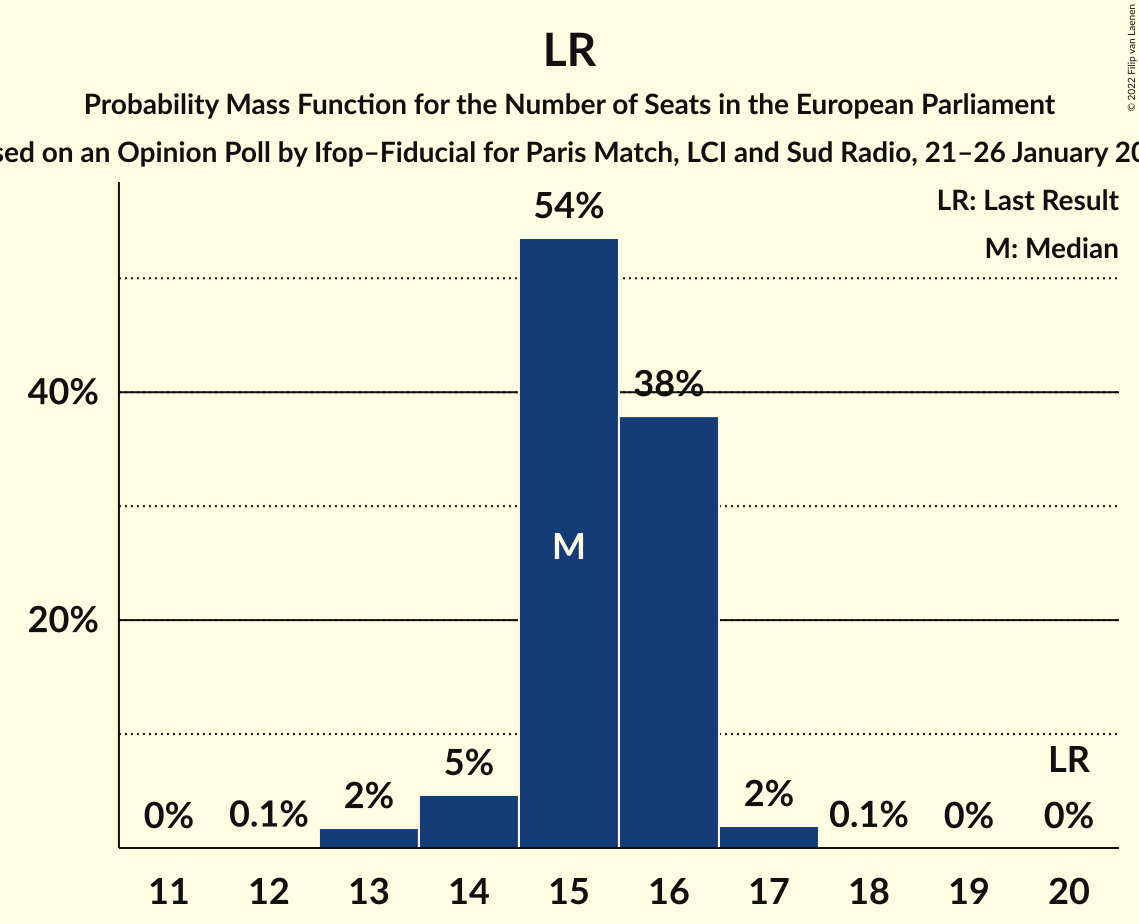 LR
Probability Mass Function for the Number of Seats in the European Parliament
on an Opinion Poll by Ifop–Fiducial for Paris Match, LCI and Sud Radio, 21–26 January
LR: Last Result
M: Median
54%
38%
40%
M
20%
LR
5%
2%
2%
0%
0.1%
0.1%
0%
0%
11 12 13 14 15 16 17 18 19 20
© 2022 Filip van Laenen